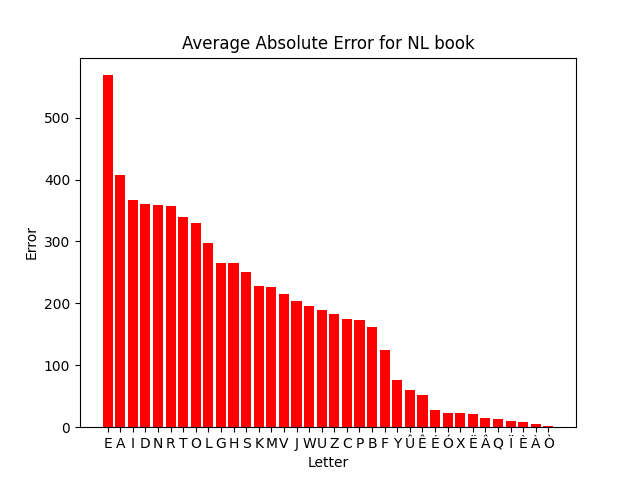 Average Absolute Error for NL book
Error
500
400
300
200
100
0
E A I D N R T O L G H S K M V J W U Z C P B F Y Û Ê É Ó X Ë Â Q Ï È À Ò
Letter